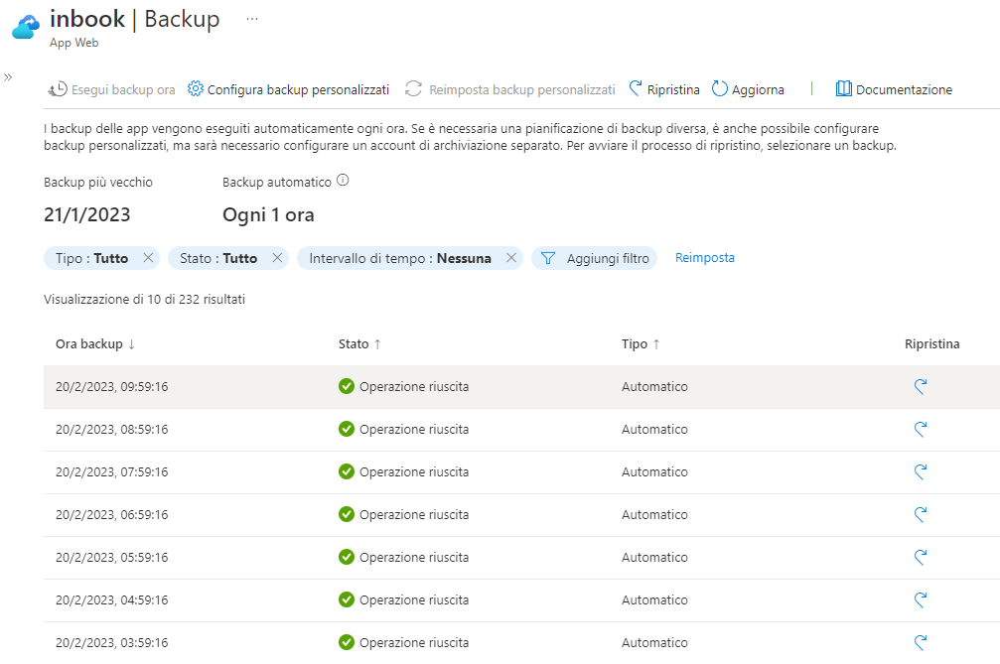 inbook | Backup ...
App Web
»
Esegui backup ora Configura backup personalizzati Reimposta backup personalizzati Ripristina Aggiorna Documentazione
I backup delle app vengono eseguiti automaticamente ogni ora. Se è necessaria una pianificazione di backup diversa, è anche possibile configurare
backup personalizzati, ma sarà necessario configurare un account di archiviazione separato. Per avviare il processo di ripristino, selezionare un backup.
Backup più vecchio Backup automatico
21/1/2023 Ogni 1 ora
Tipo : Tutto Stato : Tutto Intervallo di tempo : Nessuna Aggiungi filtro Reimposta
Visualizzazione di 10 di 232 risultati
Ora backup ↓ Stato ↑ Tipo ↑ Ripristina
20/2/2023, 09:59:16 Operazione riuscita Automatico
20/2/2023, 08:59:16 Operazione riuscita Automatico
20/2/2023, 07:59:16 Operazione riuscita Automatico
20/2/2023, 06:59:16 Operazione riuscita Automatico
20/2/2023, 05:59:16 Operazione riuscita Automatico
20/2/2023, 04:59:16 Operazione riuscita Automatico
20/2/2023, 03:59:16 Operazione riuscita Automatico